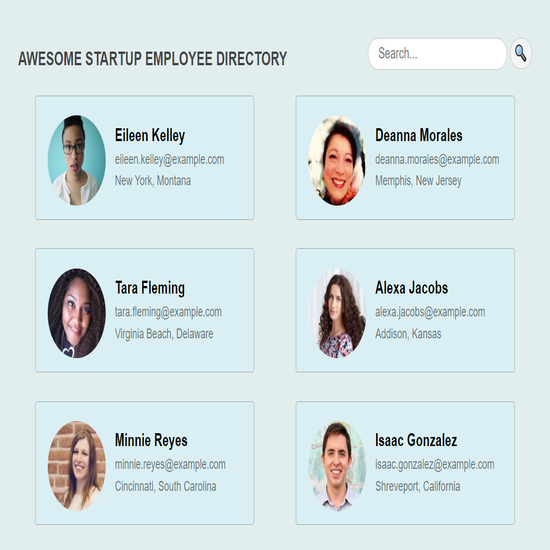 AWESOME STARTUP EMPLOYEE DIRECTORY
Search...
Eileen Kelley
eileen.kelley@example.com
New York, Montana
Deanna Morales
deanna.morales@example.com
Memphis, New Jersey
Tara Fleming
tara.fleming@example.com
Virginia Beach, Delaware
Alexa Jacobs
alexa.jacobs@example.com
Addison, Kansas
Minnie Reyes
minnie.reyes@example.com
Cincinnati, South Carolina
Isaac Gonzalez
isaac.gonzalez@example.com
Shreveport, California